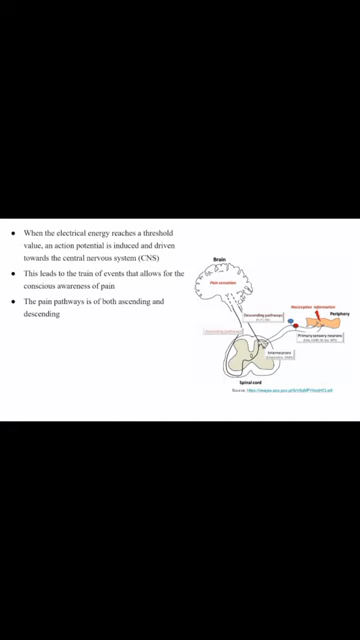 ● When the electrical energy reaches a threshold
value, an action potential is induced and driven
towards the central nervous system (CNS)
● This leads to the train of events that allows for the
conscious awareness of pain
● The pain pathways is of both ascending and
descending
Brain
Pain sensation
Nociceptive information
Periphery
Descending pathways
Ascending pathways
Primary sensory neurons
Interneurons
Spinal cord
Source: